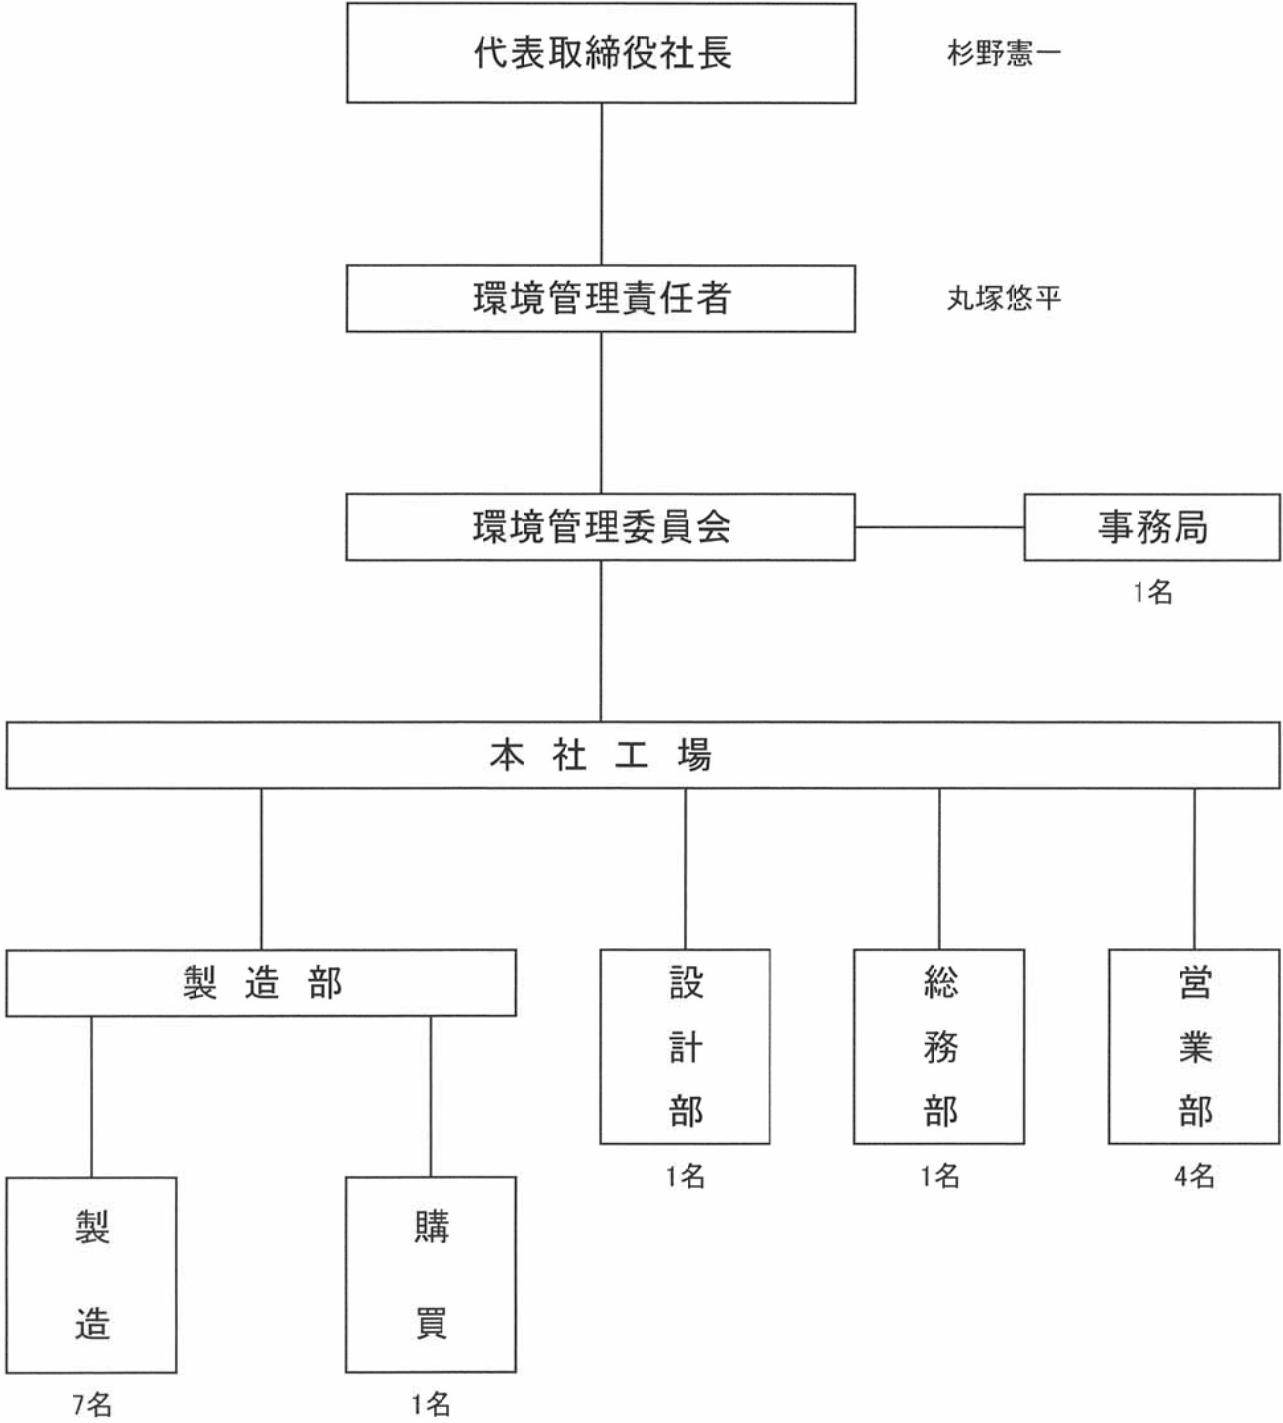 代表取締役社長
杉野憲一
環境管理責任者
丸塚悠平
環境管理委員会
事務局
1名
本社工場
製造部
設計部
総務部
営業部
1名
1名
4名
製造
購買
7名
1名